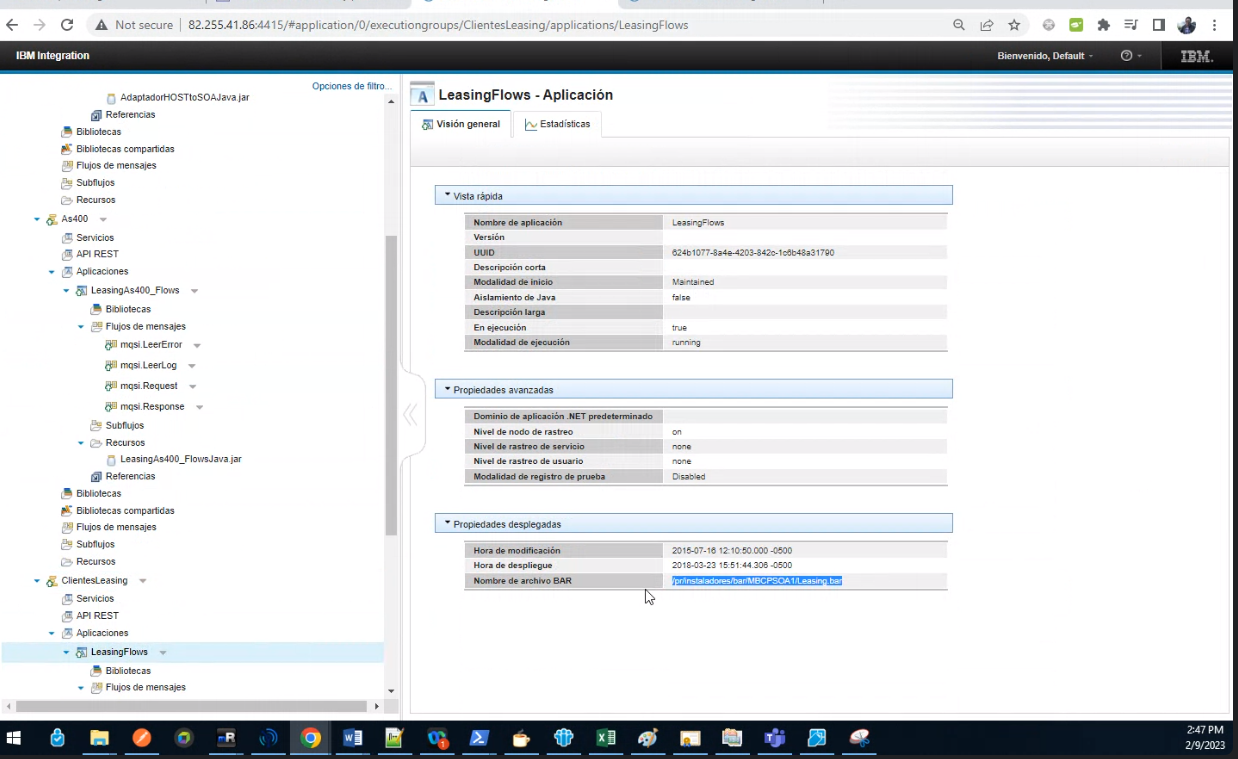 Not secure | 82.255.41.86:4415/#application/0/executiongroups/ClientesLeasing/applications/LeasingFlows
IBM Integration
Bienvenido, Default
IBM.
Opciones de filtro...
AdaptadorHOSTtoSOAJava.jar
Referencias
Bibliotecas
Bibliotecas compartidas
Flujos de mensajes
Subflujos
Recursos
As400
Servicios
API REST
Aplicaciones
LeasingAs400_Flows
Bibliotecas
Flujos de mensajes
mqsi.LeerError
mqsi.LeerLog
mqsi.Request
mqsi.Response
Subflujos
Recursos
LeasingAs400_FlowsJava.jar
Referencias
Bibliotecas
Bibliotecas compartidas
Flujos de mensajes
Subflujos
Recursos
ClientesLeasing
Servicios
API REST
Aplicaciones
LeasingFlows
Bibliotecas
Flujos de mensajes
A LeasingFlows - Aplicación
Visión general Estadísticas
Vista rápida
Nombre de aplicación LeasingFlows
Versión
UUID 624b1077-8a4e-4203-842c-1c6b48a31790
Descripción corta
Modalidad de inicio Maintained
Aislamiento de Java false
Descripción larga
En ejecución true
Modalidad de ejecución running
Propiedades avanzadas
Dominio de aplicación .NET predeterminado
Nivel de nodo de rastreo on
Nivel de rastreo de servicio none
Nivel de rastreo de usuario none
Modalidad de registro de prueba Disabled
Propiedades desplegadas
Hora de modificación 2015-07-16 12:10:50.000 -0500
Hora de despliegue 2018-03-23 15:51:44.306 -0500
Nombre de archivo BAR /pr/instaladores/bar/MBCPSOA1/Leasing.bar
2:47 PM
2/9/2023